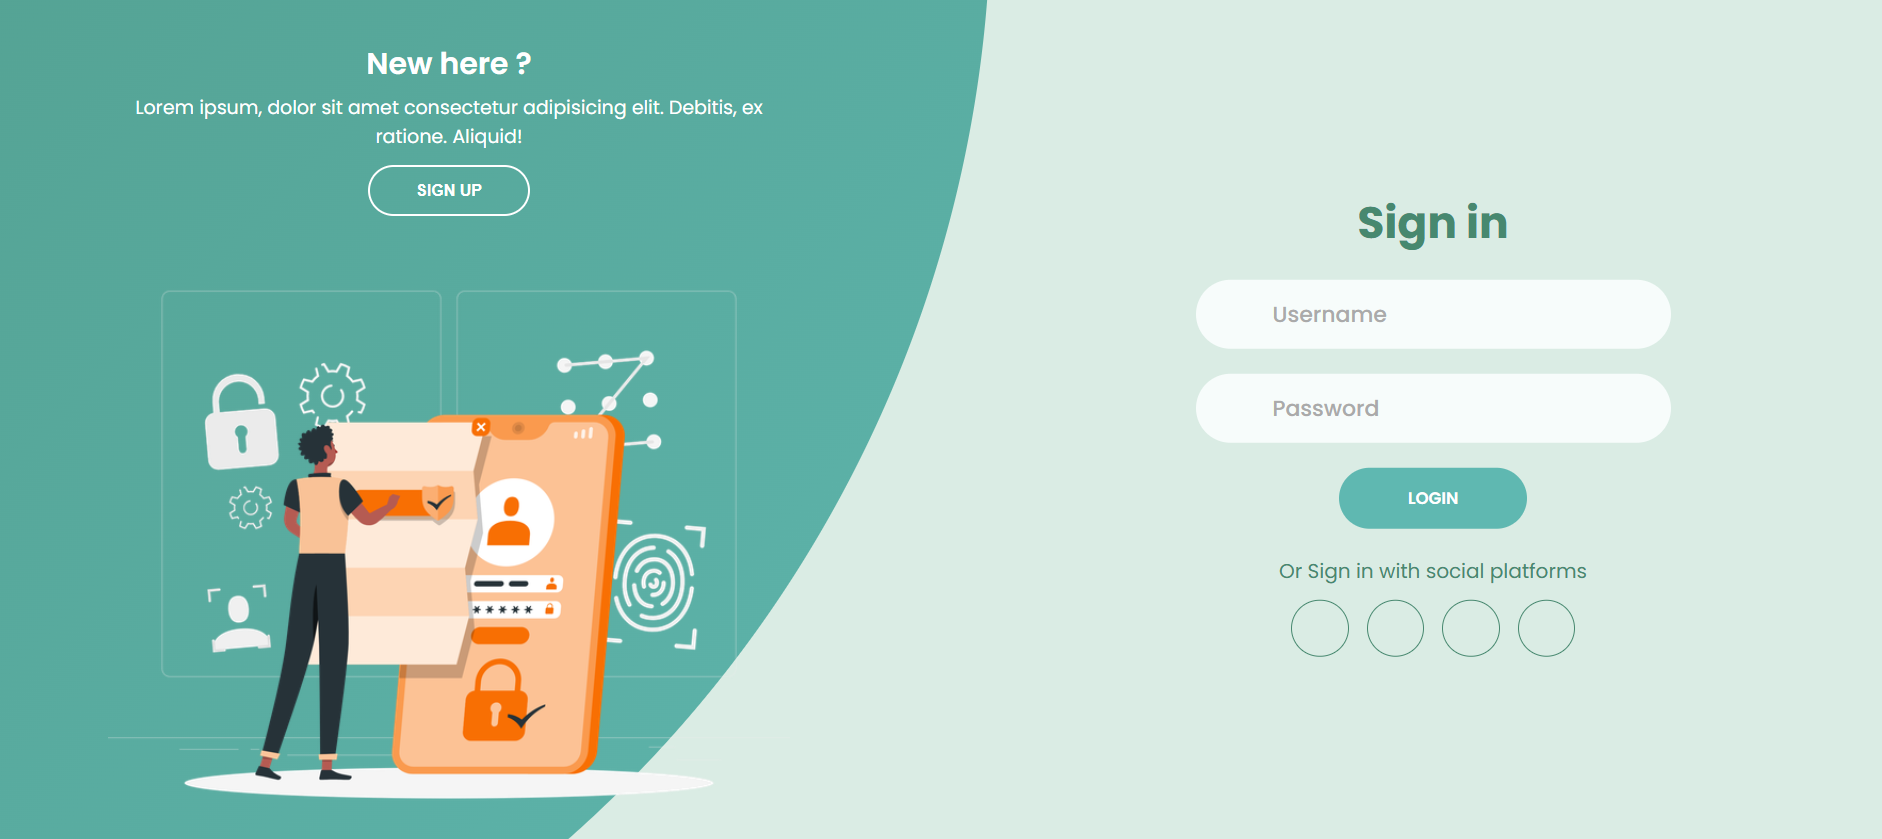 New here ?
Lorem ipsum, dolor sit amet consectetur adipisicing elit. Debitis, ex
ratione. Aliquid!
SIGN UP
Sign in
Username
Password
LOGIN
Or Sign in with social platforms
*****